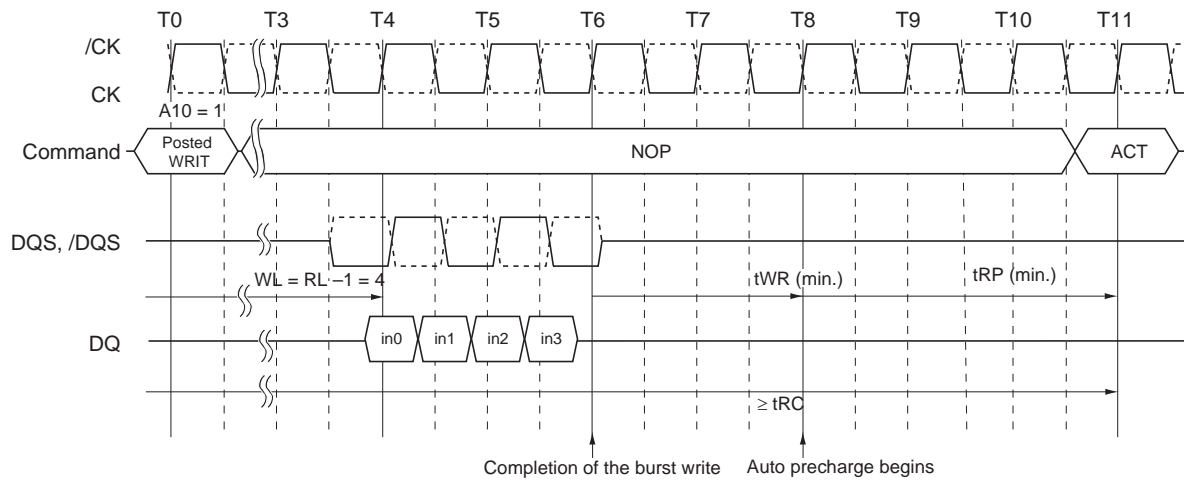 T0 T3 T4 T5 T6 T7 T8 T9 T10 T11
/CK
CK
A10 = 1
Command Posted WRIT NOP ACT
DQS, /DQS
WL = RL –1 = 4 tWR (min.) tRP (min.)
DQ in0 in1 in2 in3
≥ tRC
Completion of the burst write Auto precharge begins